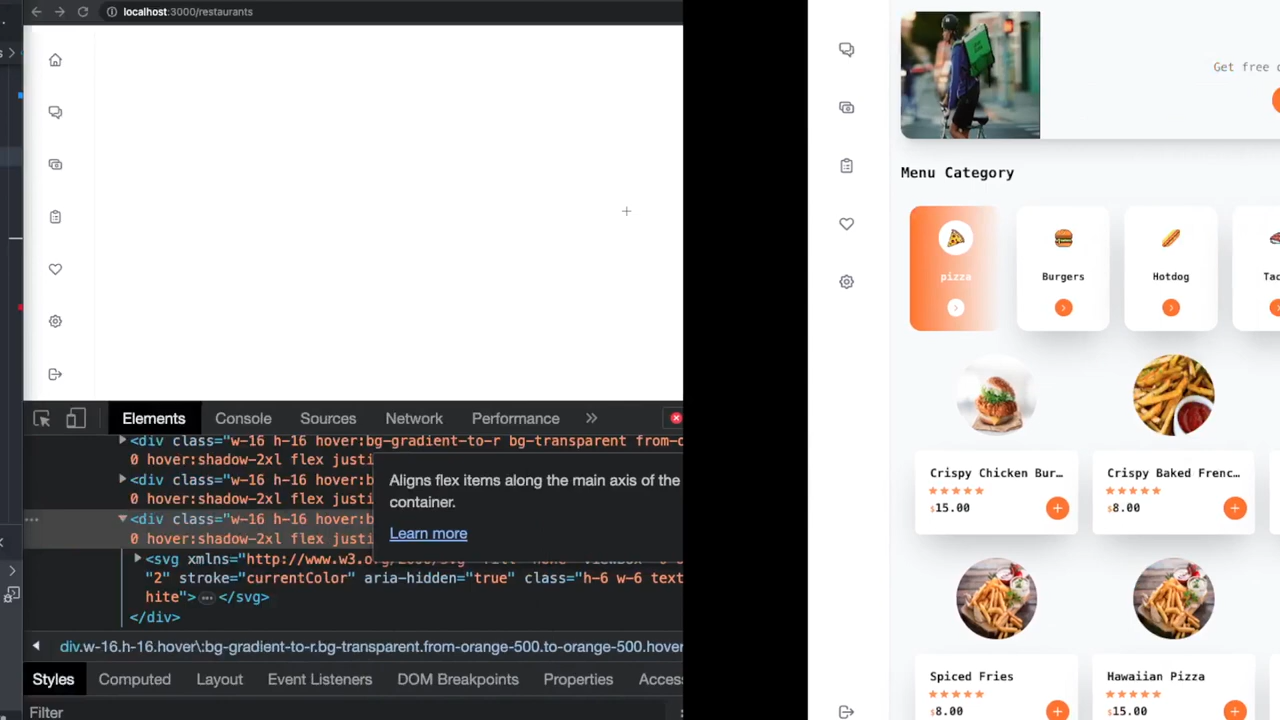 localhost:3000/restaurants
Elements Console Sources Network Performance
<div class="w-16 h-16 hover:bg-gradient-to-r bg-transparent from-o
0 hover:shadow-2xl flex justi
<div class="w-16 h-16 hover:b
0 hover:shadow-2xl flex justi
<div class="w-16 h-16 hover:b
0 hover:shadow-2xl flex justi
Aligns flex items along the main axis of the
container.
Learn more
<svg xmlns="http://www.w3.o
"2" stroke="currentColor" aria-hidden="true" class="h-6 w-6 text
hite">…</svg>
</div>
div.w-16.h-16.hover\:bg-gradient-to-r.bg-transparent.from-orange-500.to-orange-500.hover
Styles Computed Layout Event Listeners DOM Breakpoints Properties Access
Filter
Get free
Menu Category
pizza
Burgers
Hotdog
Tac
Crispy Chicken Bur…
$15.00
Crispy Baked Frenc…
$8.00
Spiced Fries
$8.00
Hawaiian Pizza
$15.00